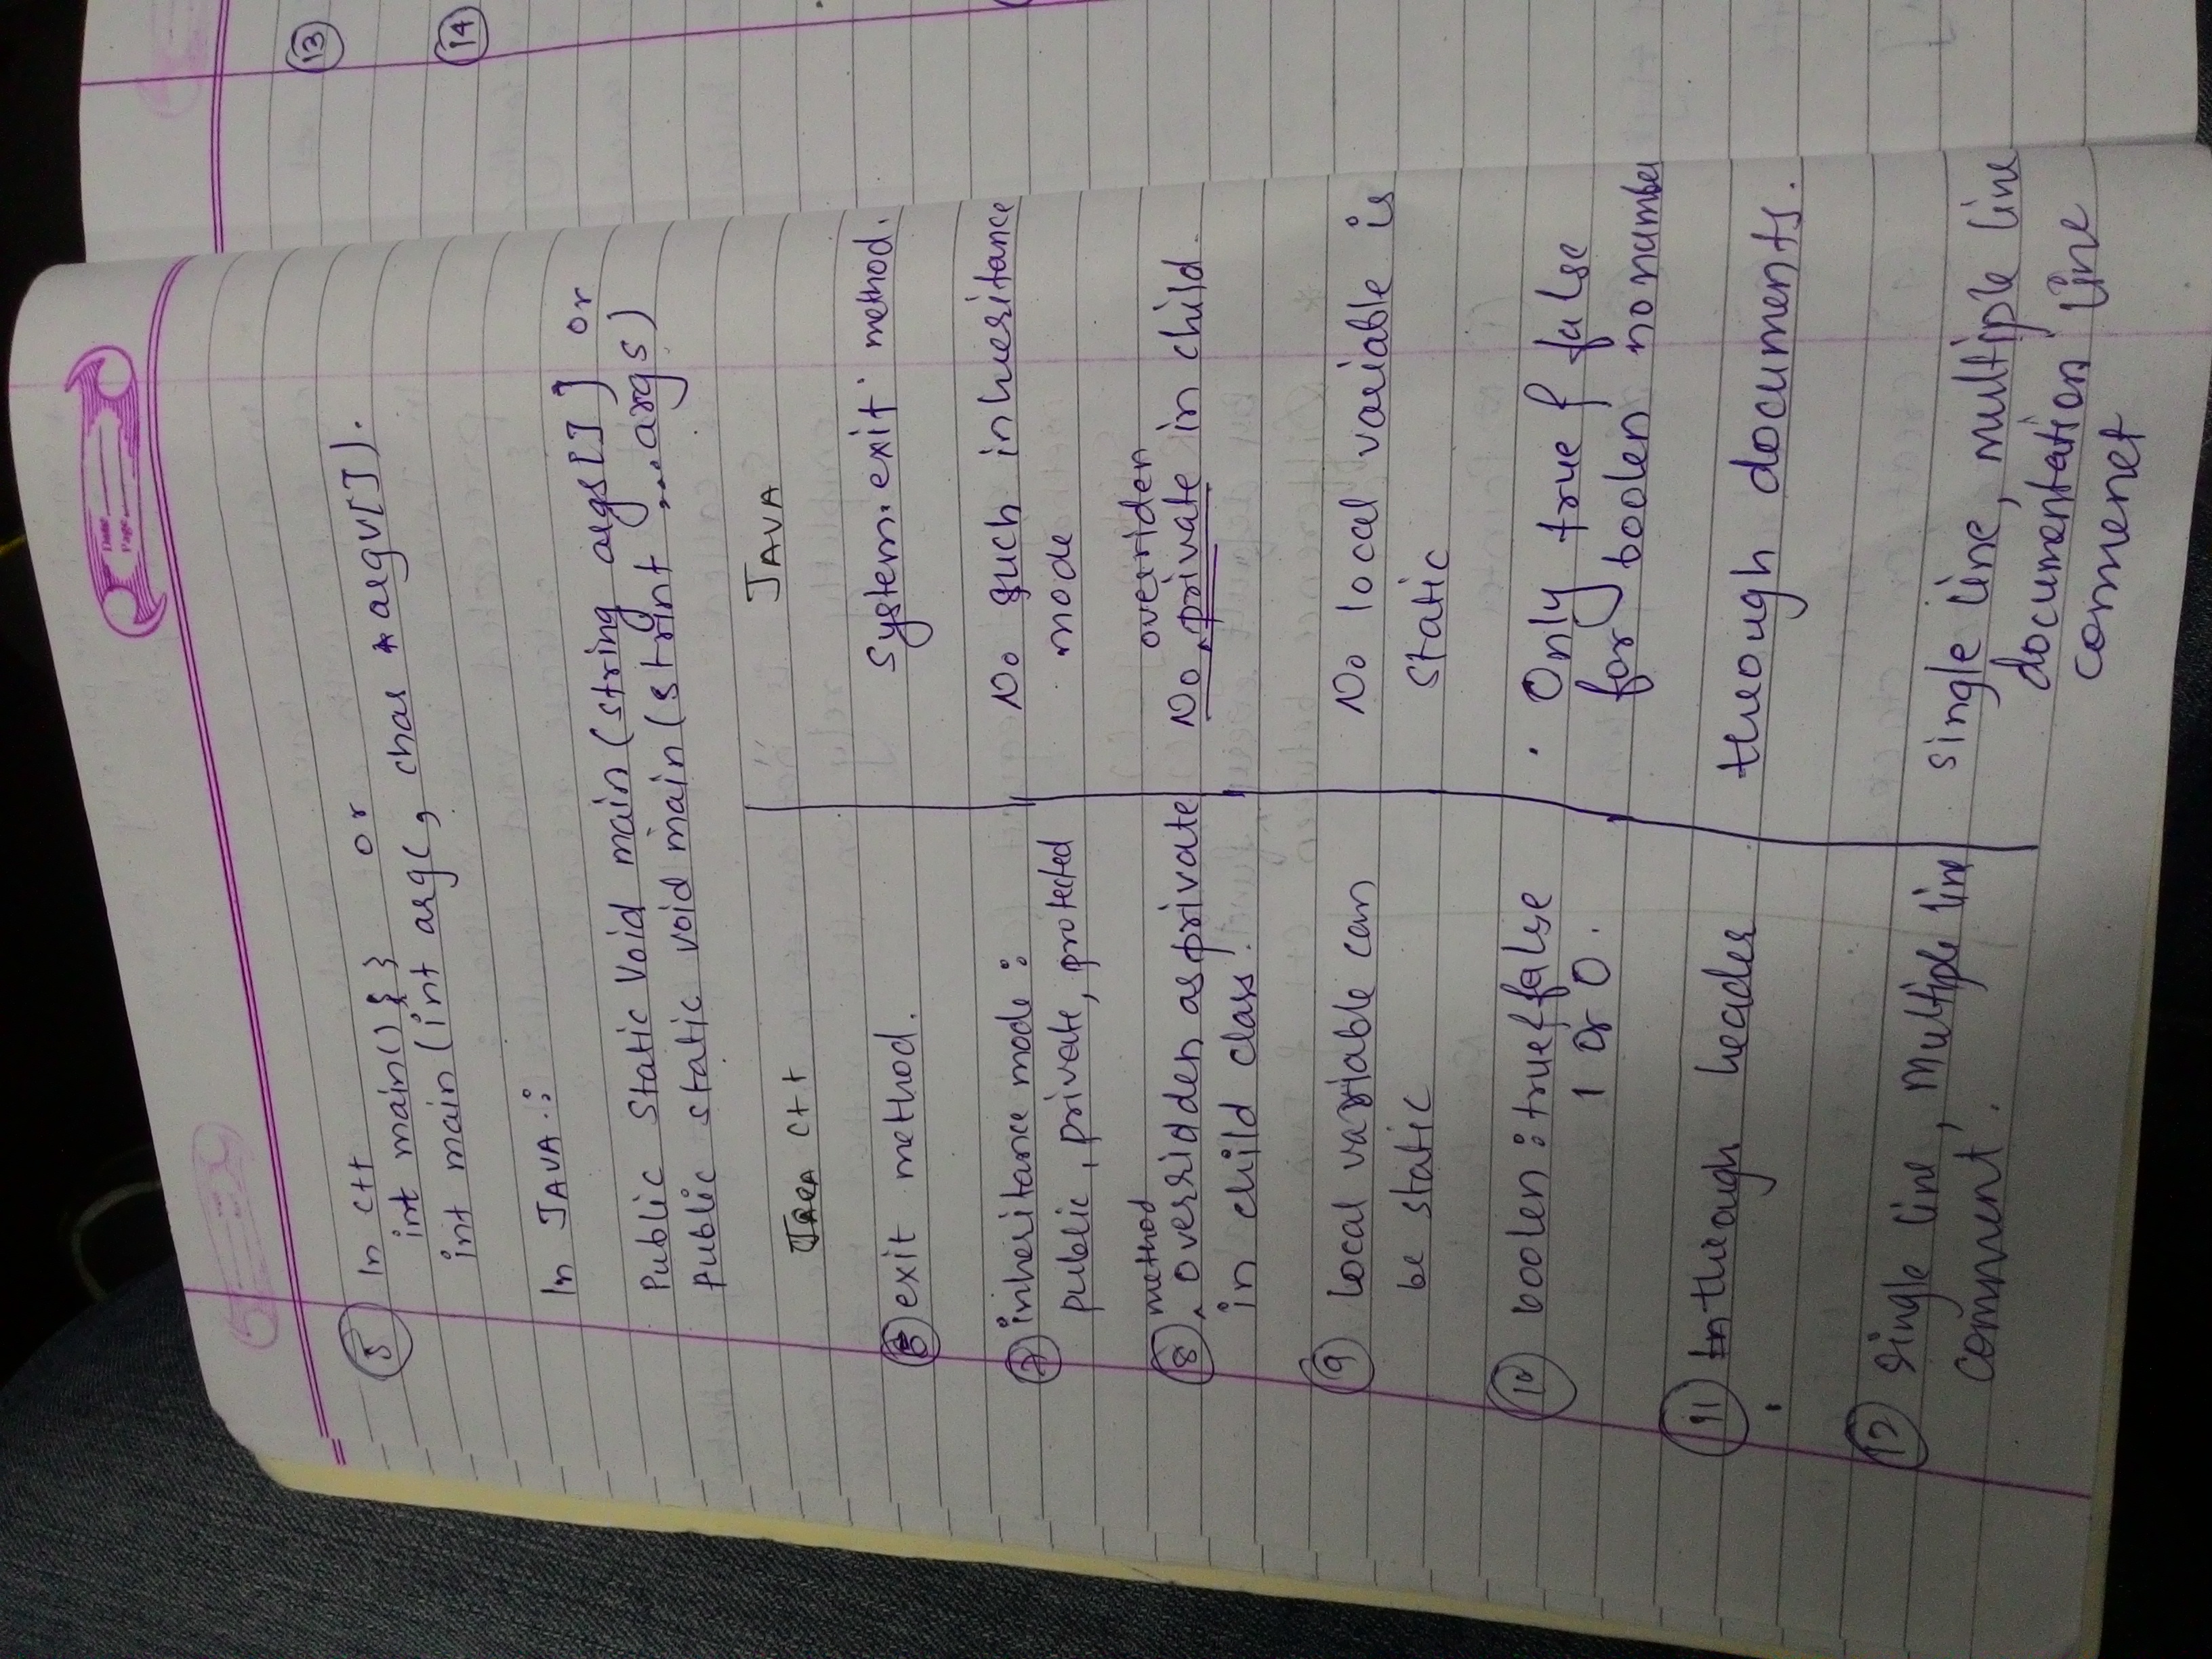 Date
Page
5 In C++
int main() { } or
int main (int argc, char *argv[]).
In JAVA :
Public Static Void main (string args[] ] or
public static void main (strint ...args)
C++ JAVA
6 exit method. System.exit method.
7 inheritance mode : No such inheritance
public, private, protected mode
method overriden
8 overridden as private No private in child.
in child class.
9 Local variable can No local variable is
be static static
10 boolen : true & false Only true & false
1 or 0. for boolen no number
11 through header through documents.
12 single line, Multiple line single line, multiple line
comment. documentation line
commenet
13
14